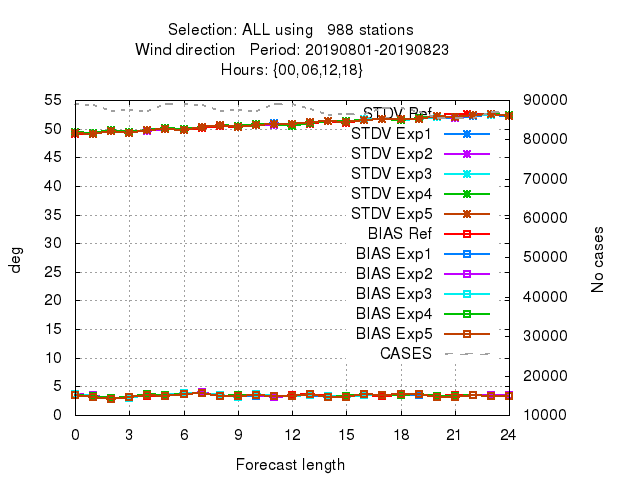 Selection: ALL using 988 stations
Wind direction Period: 20190801-20190823
Hours: {00,06,12,18}
55
50
45
40
35
30
25
20
15
10
5
0
deg
90000
80000
70000
60000
50000
40000
30000
20000
10000
No cases
STDV Ref
STDV Exp1
STDV Exp2
STDV Exp3
STDV Exp4
STDV Exp5
BIAS Ref
BIAS Exp1
BIAS Exp2
BIAS Exp3
BIAS Exp4
BIAS Exp5
CASES
0 3 6 9 12 15 18 21 24
Forecast length